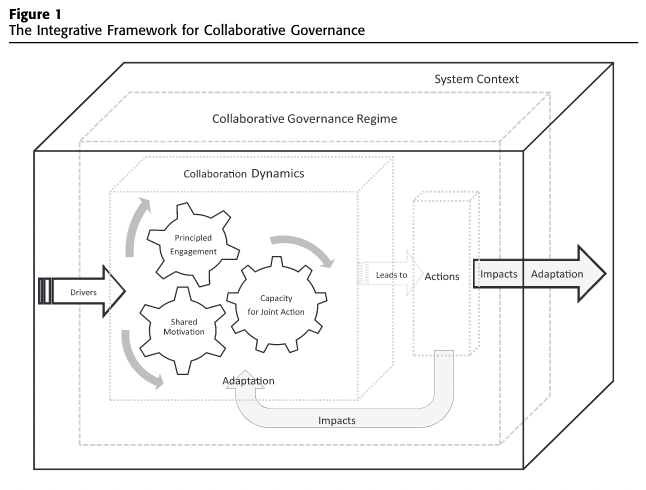 Figure 1
The Integrative Framework for Collaborative Governance
System Context
Collaborative Governance Regime
Collaboration Dynamics
Principled
Engagement
Drivers
Shared
Motivation
Capacity
for Joint Action
Leads to
Actions
Impacts
Adaptation
Adaptation
Impacts